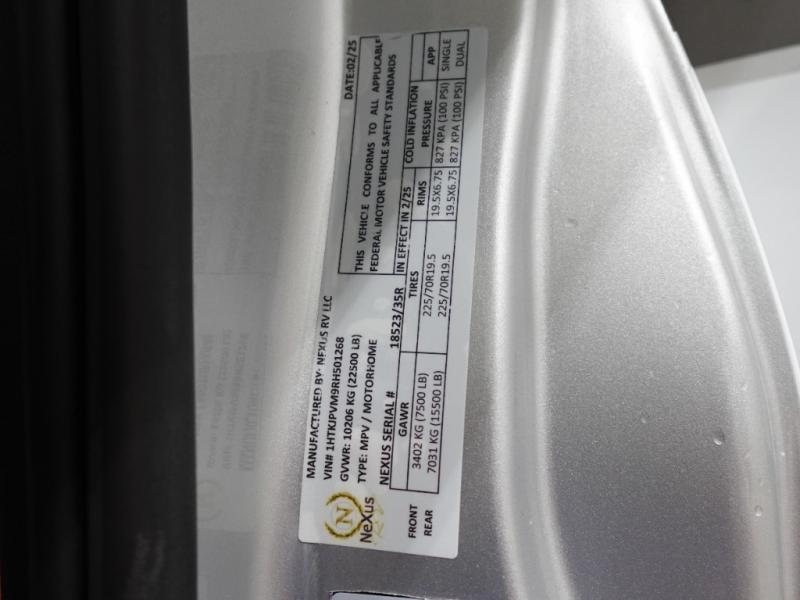 MANUFACTURED BY: NEXUS RV LLC
DATE:02/25
VIN# 1HTKJPVM9RH501268
GVWR: 10206 KG (22500 LB)
TYPE: MPV / MOTORHOME
THIS VEHICLE CONFORMS TO ALL APPLICABLE
FEDERAL MOTOR VEHICLE SAFETY STANDARDS
N
NeXus
NEXUS SERIAL # 18523/35R IN EFFECT IN 2/25 COLD INFLATION
GAWR TIRES RIMS PRESSURE APP
FRONT 3402 KG (7500 LB) 225/70R19.5 19.5X6.75 827 KPA (100 PSI) SINGLE
REAR 7031 KG (15500 LB) 225/70R19.5 19.5X6.75 827 KPA (100 PSI) DUAL